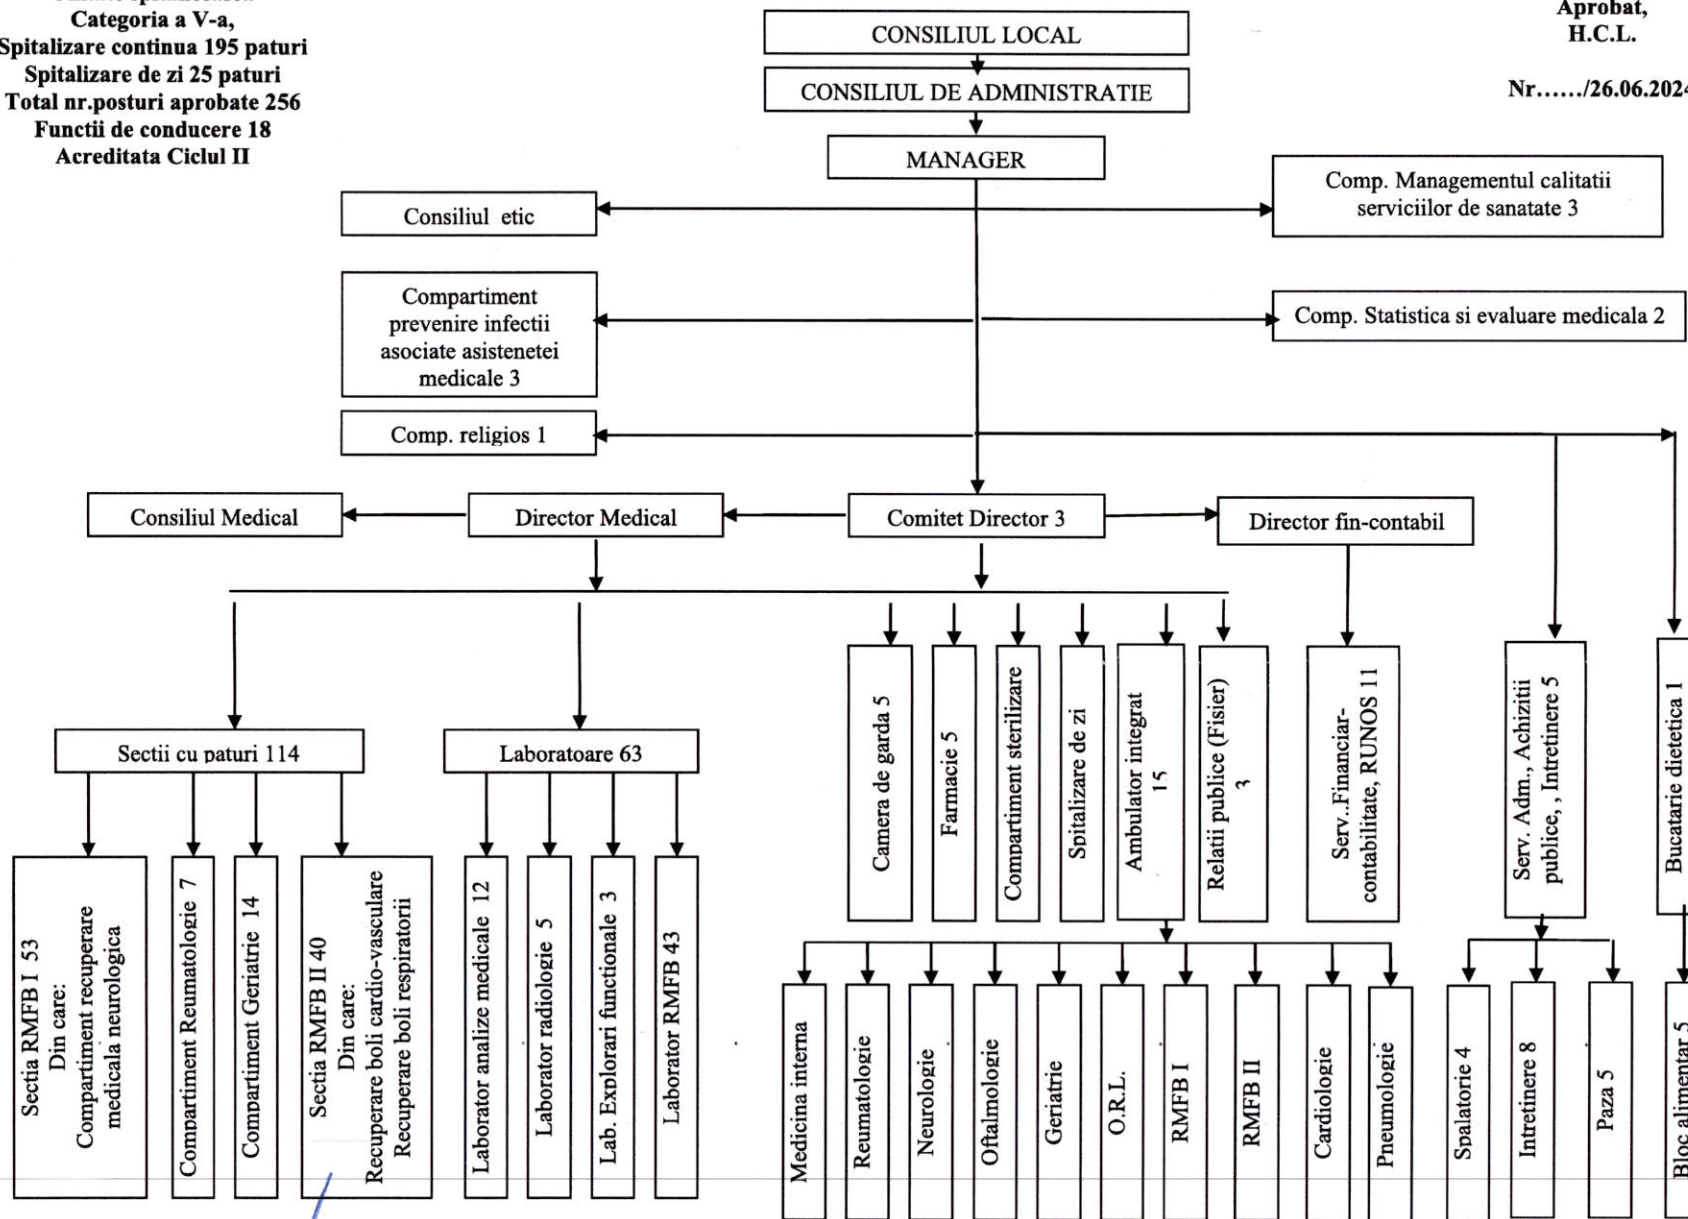 Categoria a V-a,
Spitalizare continua 195 paturi
Spitalizare de zi 25 paturi
Total nr.posturi aprobate 256
Functii de conducere 18
Acreditata Ciclul II
Aprobat,
H.C.L.
Nr....../26.06.2024
CONSILIUL LOCAL
CONSILIUL DE ADMINISTRATIE
MANAGER
Consiliul etic
Comp. Managementul calitatii
serviciilor de sanatate 3
Compartiment
prevenire infectii
asociate asistenetei
medicale 3
Comp. Statistica si evaluare medicala 2
Comp. religios 1
Consiliul Medical
Director Medical
Comitet Director 3
Director fin-contabil
Sectii cu paturi 114
Laboratoare 63
Camera de garda 5
Farmacie 5
Compartiment sterilizare
Spitalizare de zi
Ambulator integrat
15
Relatii publice (Fisier)
3
Serv..Financiar-
contabilitate, RUNOS 11
Serv. Adm., Achizitii
publice, , Intretinere 5
Bucatarie dietetica 1
Sectia RMFB I 53
Din care:
Compartiment recuperare
medicala neurologica
Compartiment Reumatologie 7
Compartiment Geriatrie 14
Sectia RMFB II 40
Din care:
Recuperare boli cardio-vasculare
Recuperare boli respiratorii
Laborator analize medicale 12
Laborator radiologie 5
Lab. Explorari functionale 3
Laborator RMFB 43
Medicina interna
Reumatologie
Neurologie
Oftalmologie
Geriatrie
O.R.L.
RMFB I
RMFB II
Cardiologie
Pneumologie
Spalatorie 4
Intretinere 8
Paza 5
Bloc alimentar 5